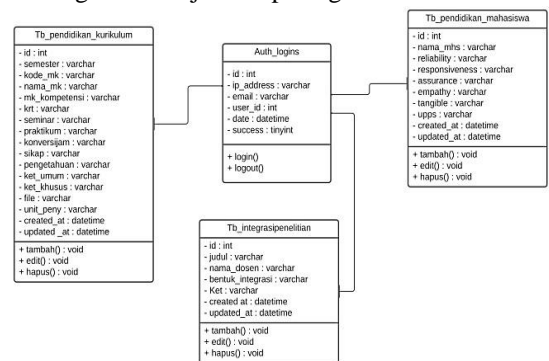 Tb_pendidikan_kurikulum
- id : int
- semester : varchar
- kode_mk : varchar
- nama_mk : varchar
- mk_kompetensi : varchar
- krt : varchar
- seminar : varchar
- praktikum : varchar
- konversijam : varchar
- sikap : varchar
- pengetahuan : varchar
- ket_umum : varchar
- ket_khusus : varchar
- file : varchar
- unit_peny : varchar
- created_at : datetime
- updated _at : datetime
+ tambah() : void
+ edit() : void
+ hapus() : void
Auth_logins
- id : int
- ip_address : varchar
- email : varchar
- user_id : int
- date : datetime
- success : tinyint
+ login()
+ logout()
Tb_pendidikan_mahasiswa
- id : int
- nama_mhs : varchar
- reliability : varchar
- responsiveness : varchar
- assurance : varchar
- empathy : varchar
- tangible : varchar
- upps : varchar
- created_at : datetime
- updated_at : datetime
+ tambah() : void
+ edit() : void
+ hapus() : void
Tb_integrasipenelitian
- id : int
- judul : varchar
- nama_dosen : varchar
- bentuk_integrasi : varchar
- Ket : varchar
- created at : datetime
- updated_at : datetime
+ tambah() : void
+ edit() : void
+ hapus() : void